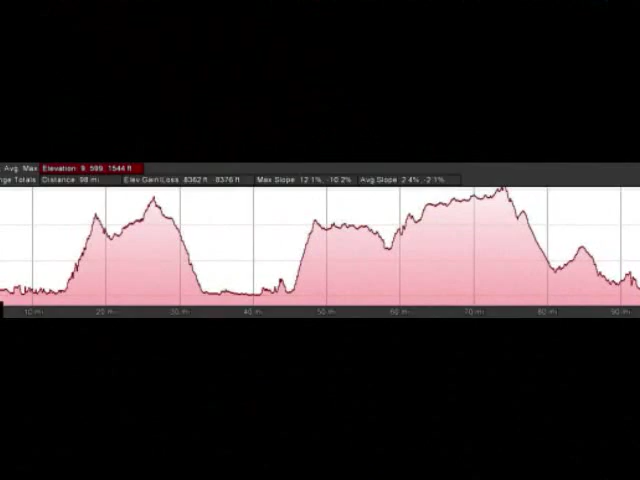 Avg, Max Elevation: 9, 599, 1544 ft
nge Totals Distance: 98 mi Elev Gain/Loss: 8362 ft, -8376 ft Max Slope: 12.1%, -10.2% Avg Slope: 2.4%, -2.1%
10 mi 20 mi 30 mi 40 mi 50 mi 60 mi 70 mi 80 mi 90 mi